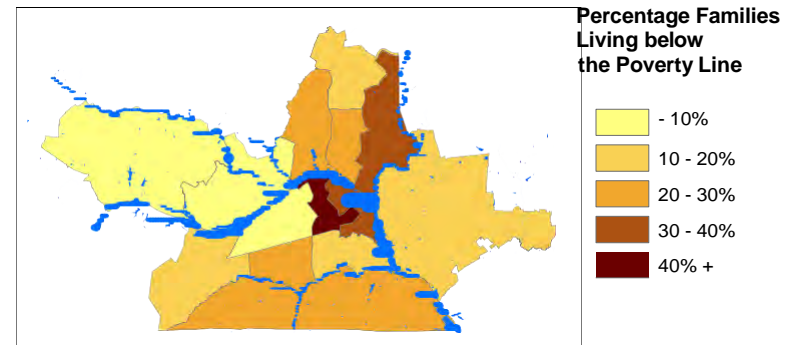 Percentage Families
Living below
the Poverty Line
- 10%
10 - 20%
20 - 30%
30 - 40%
40% +